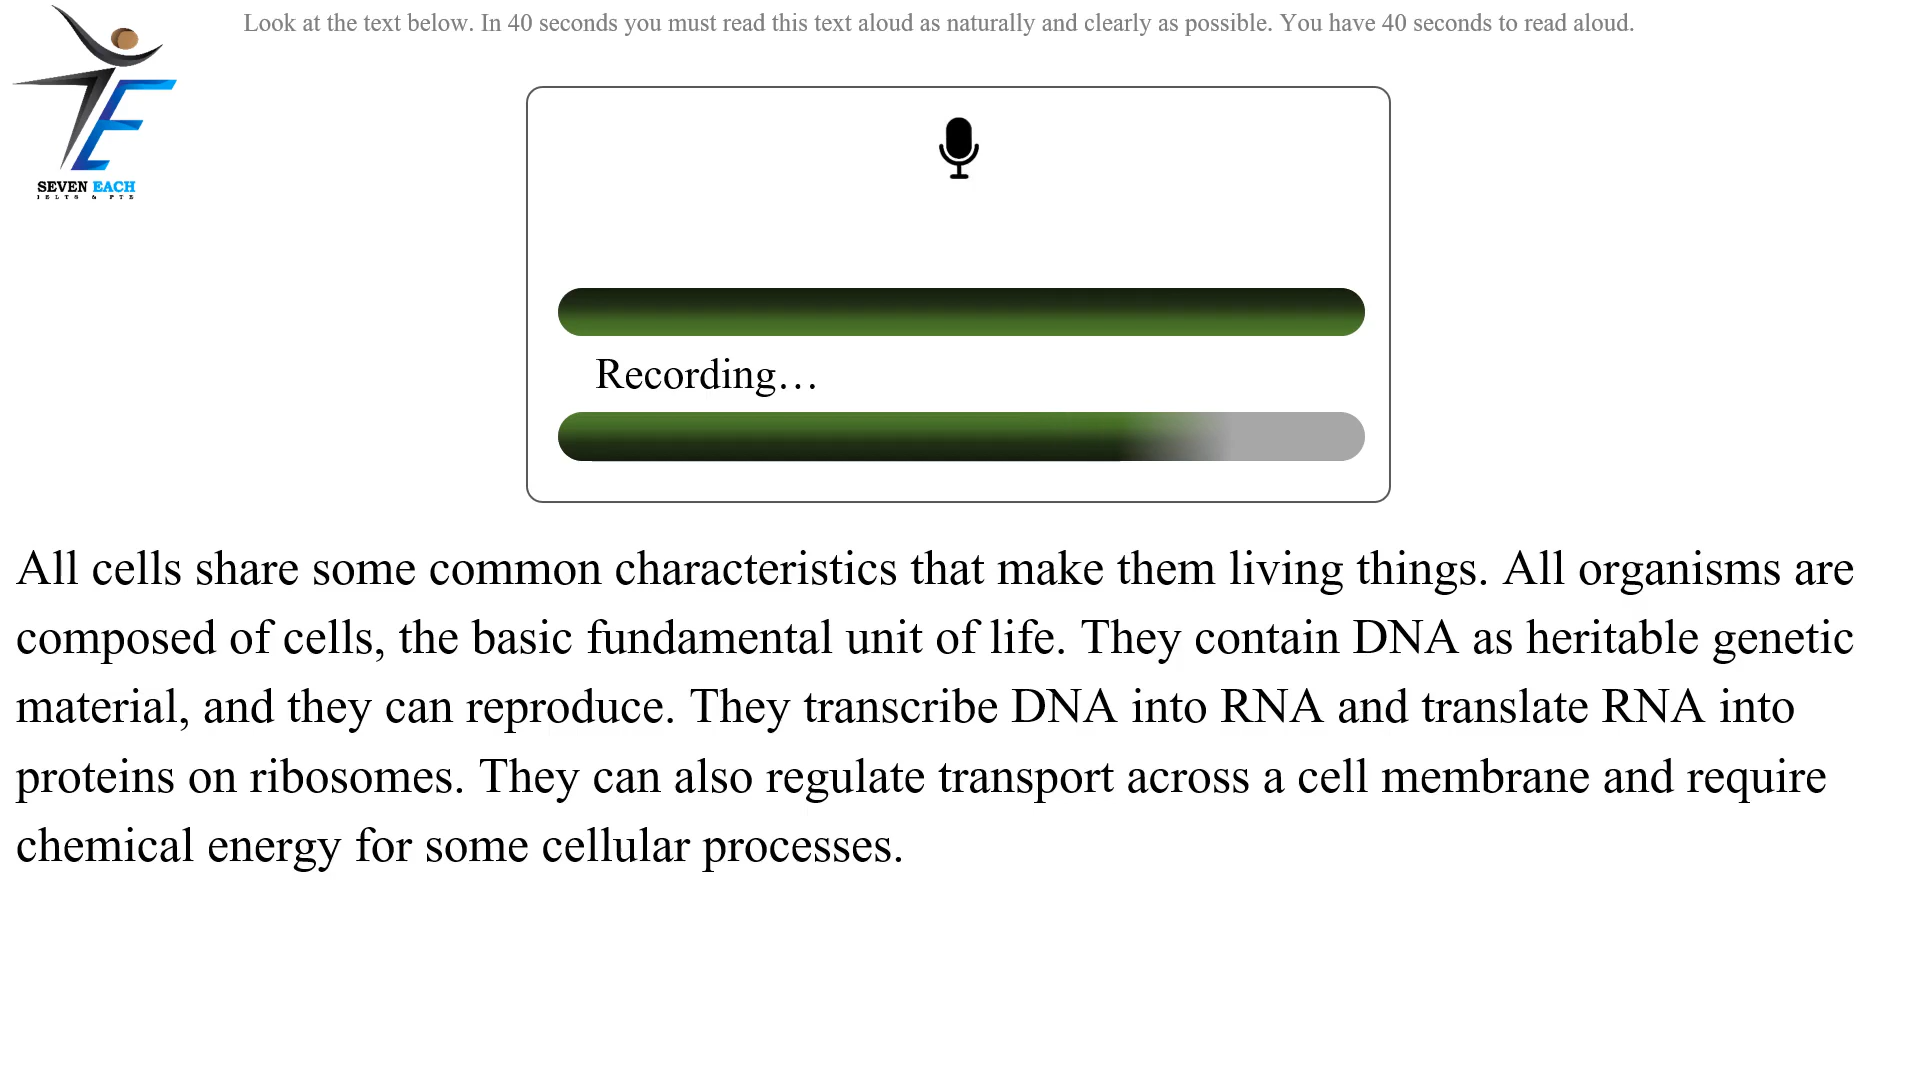 Look at the text below. In 40 seconds you must read this text aloud as naturally and clearly as possible. You have 40 seconds to read aloud.
SEVEN EACH
IELTS & PTE
Recording…
All cells share some common characteristics that make them living things. All organisms are
composed of cells, the basic fundamental unit of life. They contain DNA as heritable genetic
material, and they can reproduce. They transcribe DNA into RNA and translate RNA into
proteins on ribosomes. They can also regulate transport across a cell membrane and require
chemical energy for some cellular processes.